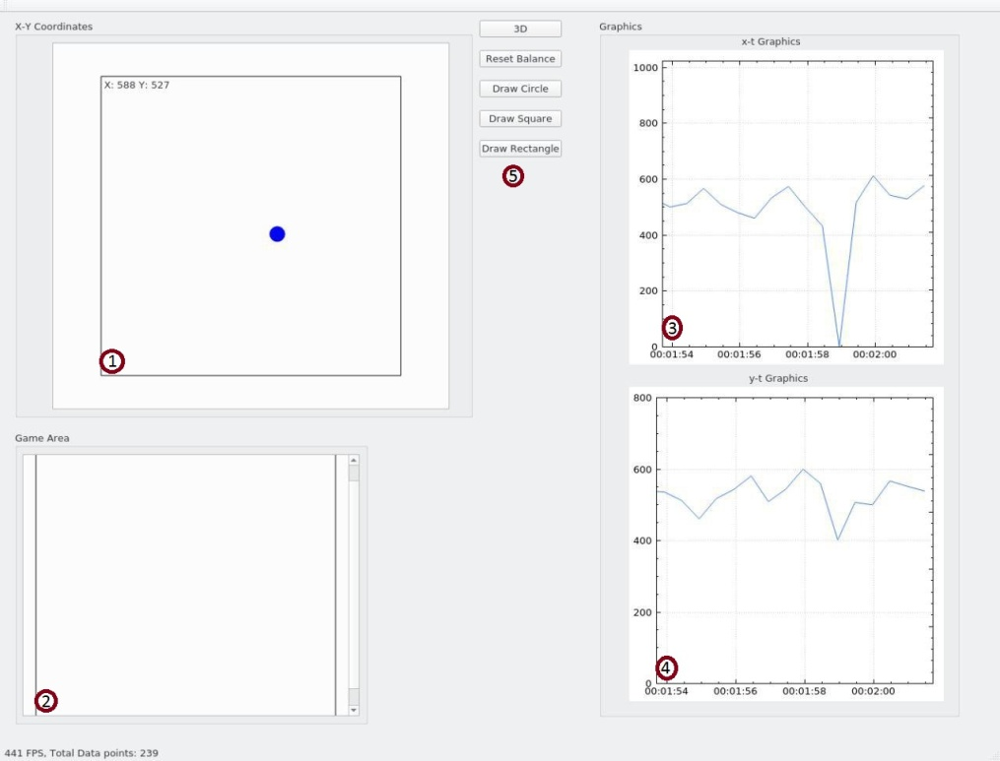 X-Y Coordinates
X: 588 Y: 527
1
3D
Reset Balance
Draw Circle
Draw Square
Draw Rectangle
5
Game Area
2
Graphics
x-t Graphics
1000
800
600
400
200
0
3
00:01:54 00:01:56 00:01:58 00:02:00
y-t Graphics
800
600
400
200
0
4
00:01:54 00:01:56 00:01:58 00:02:00
441 FPS, Total Data points: 239